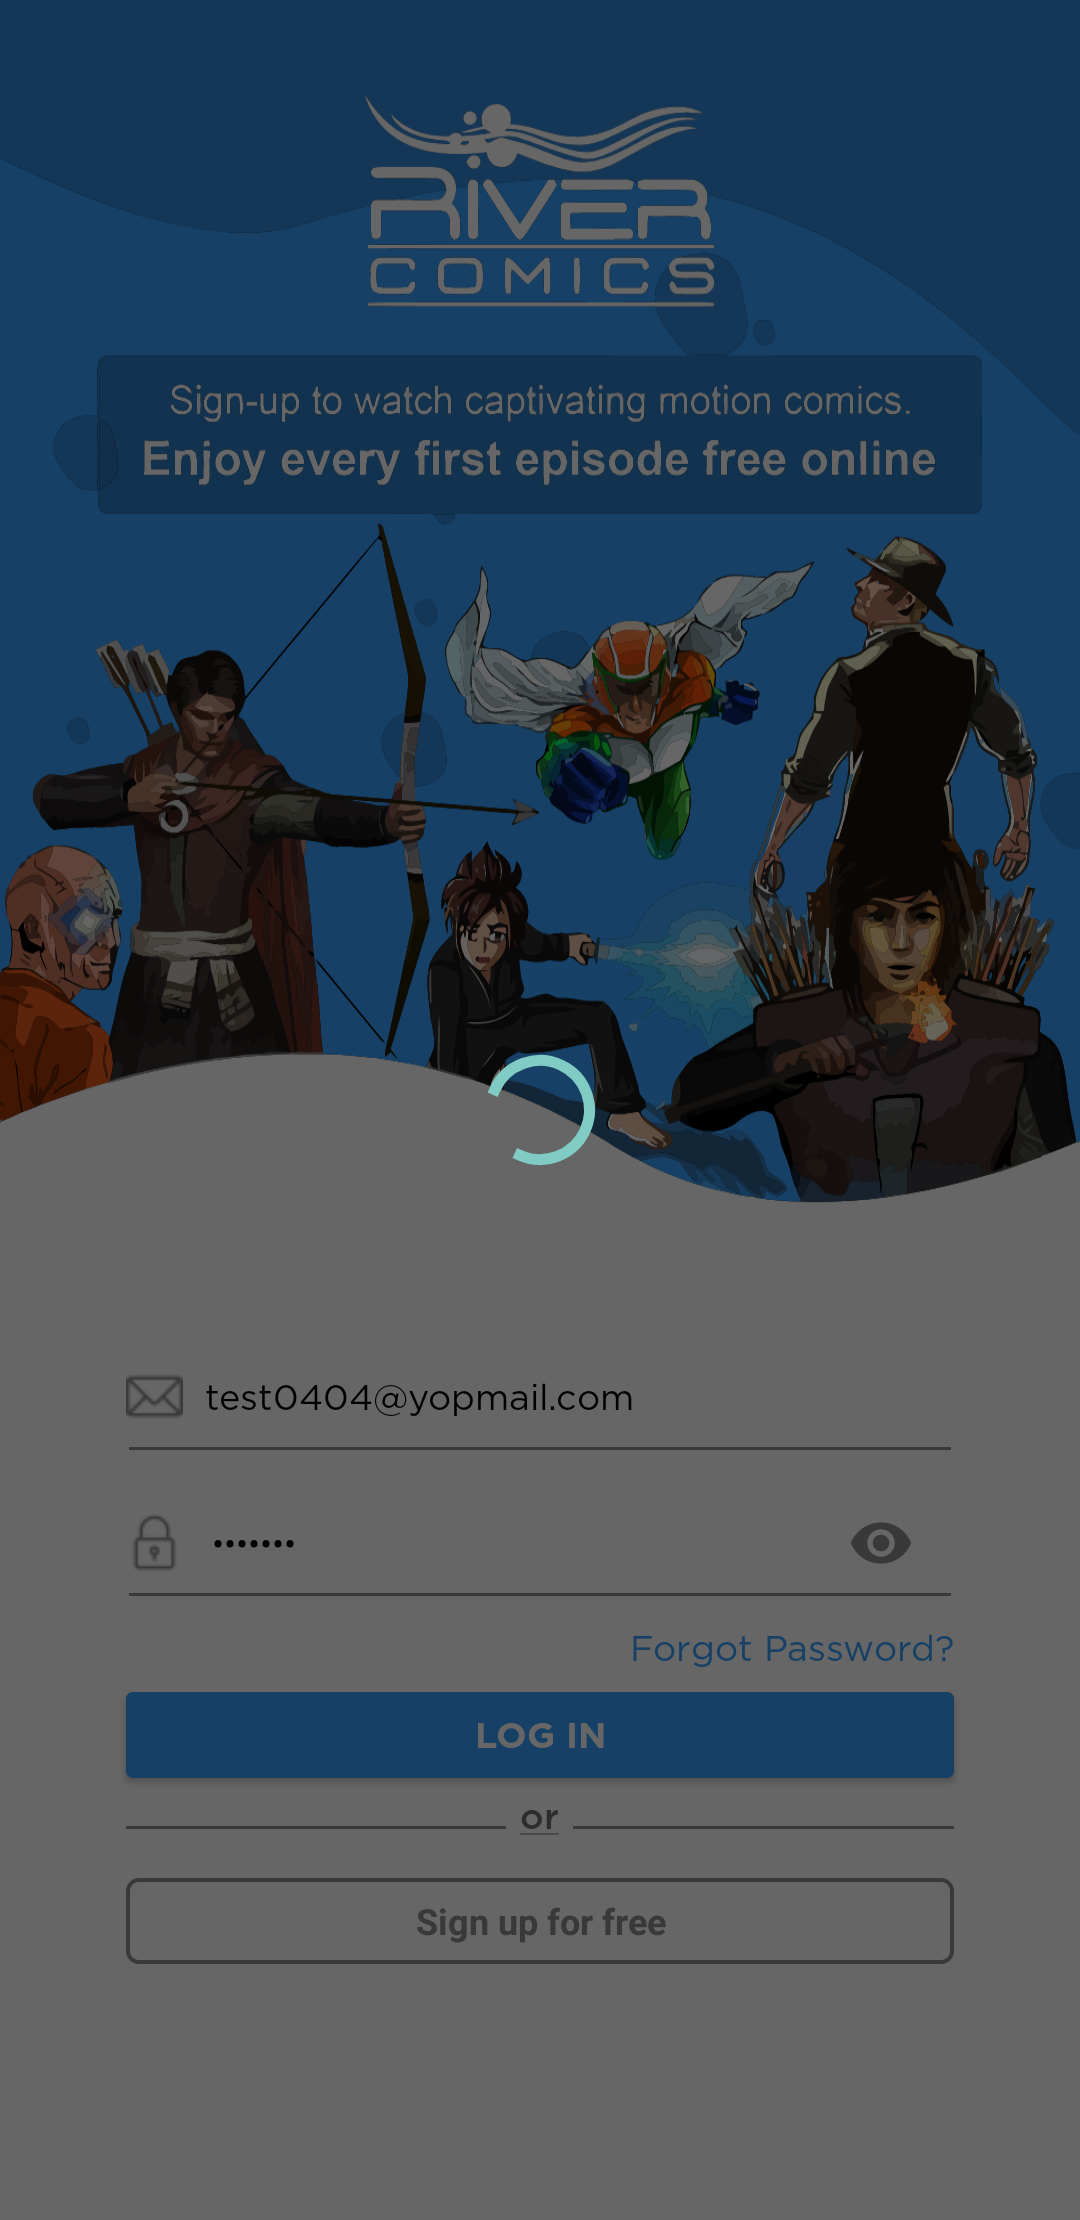 RiVER
COMICS
Sign-up to watch captivating motion comics.
Enjoy every first episode free online
test0404@yopmail.com
•••••••
Forgot Password?
LOG IN
or
Sign up for free